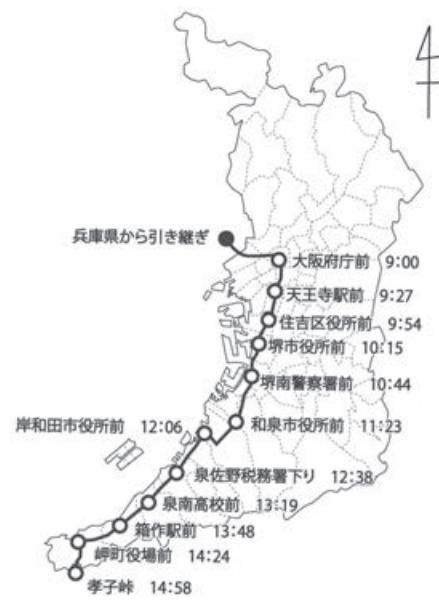 兵庫県から引き継ぎ
大阪府庁前 9:00
天王寺駅前 9:27
住吉区役所前 9:54
堺市役所前 10:15
堺南警察署前 10:44
和泉市役所前 11:23
岸和田市役所前 12:06
泉佐野税務署下り 12:38
泉南高校前 13:19
箱作駅前 13:48
岬町役場前 14:24
孝子峠 14:58